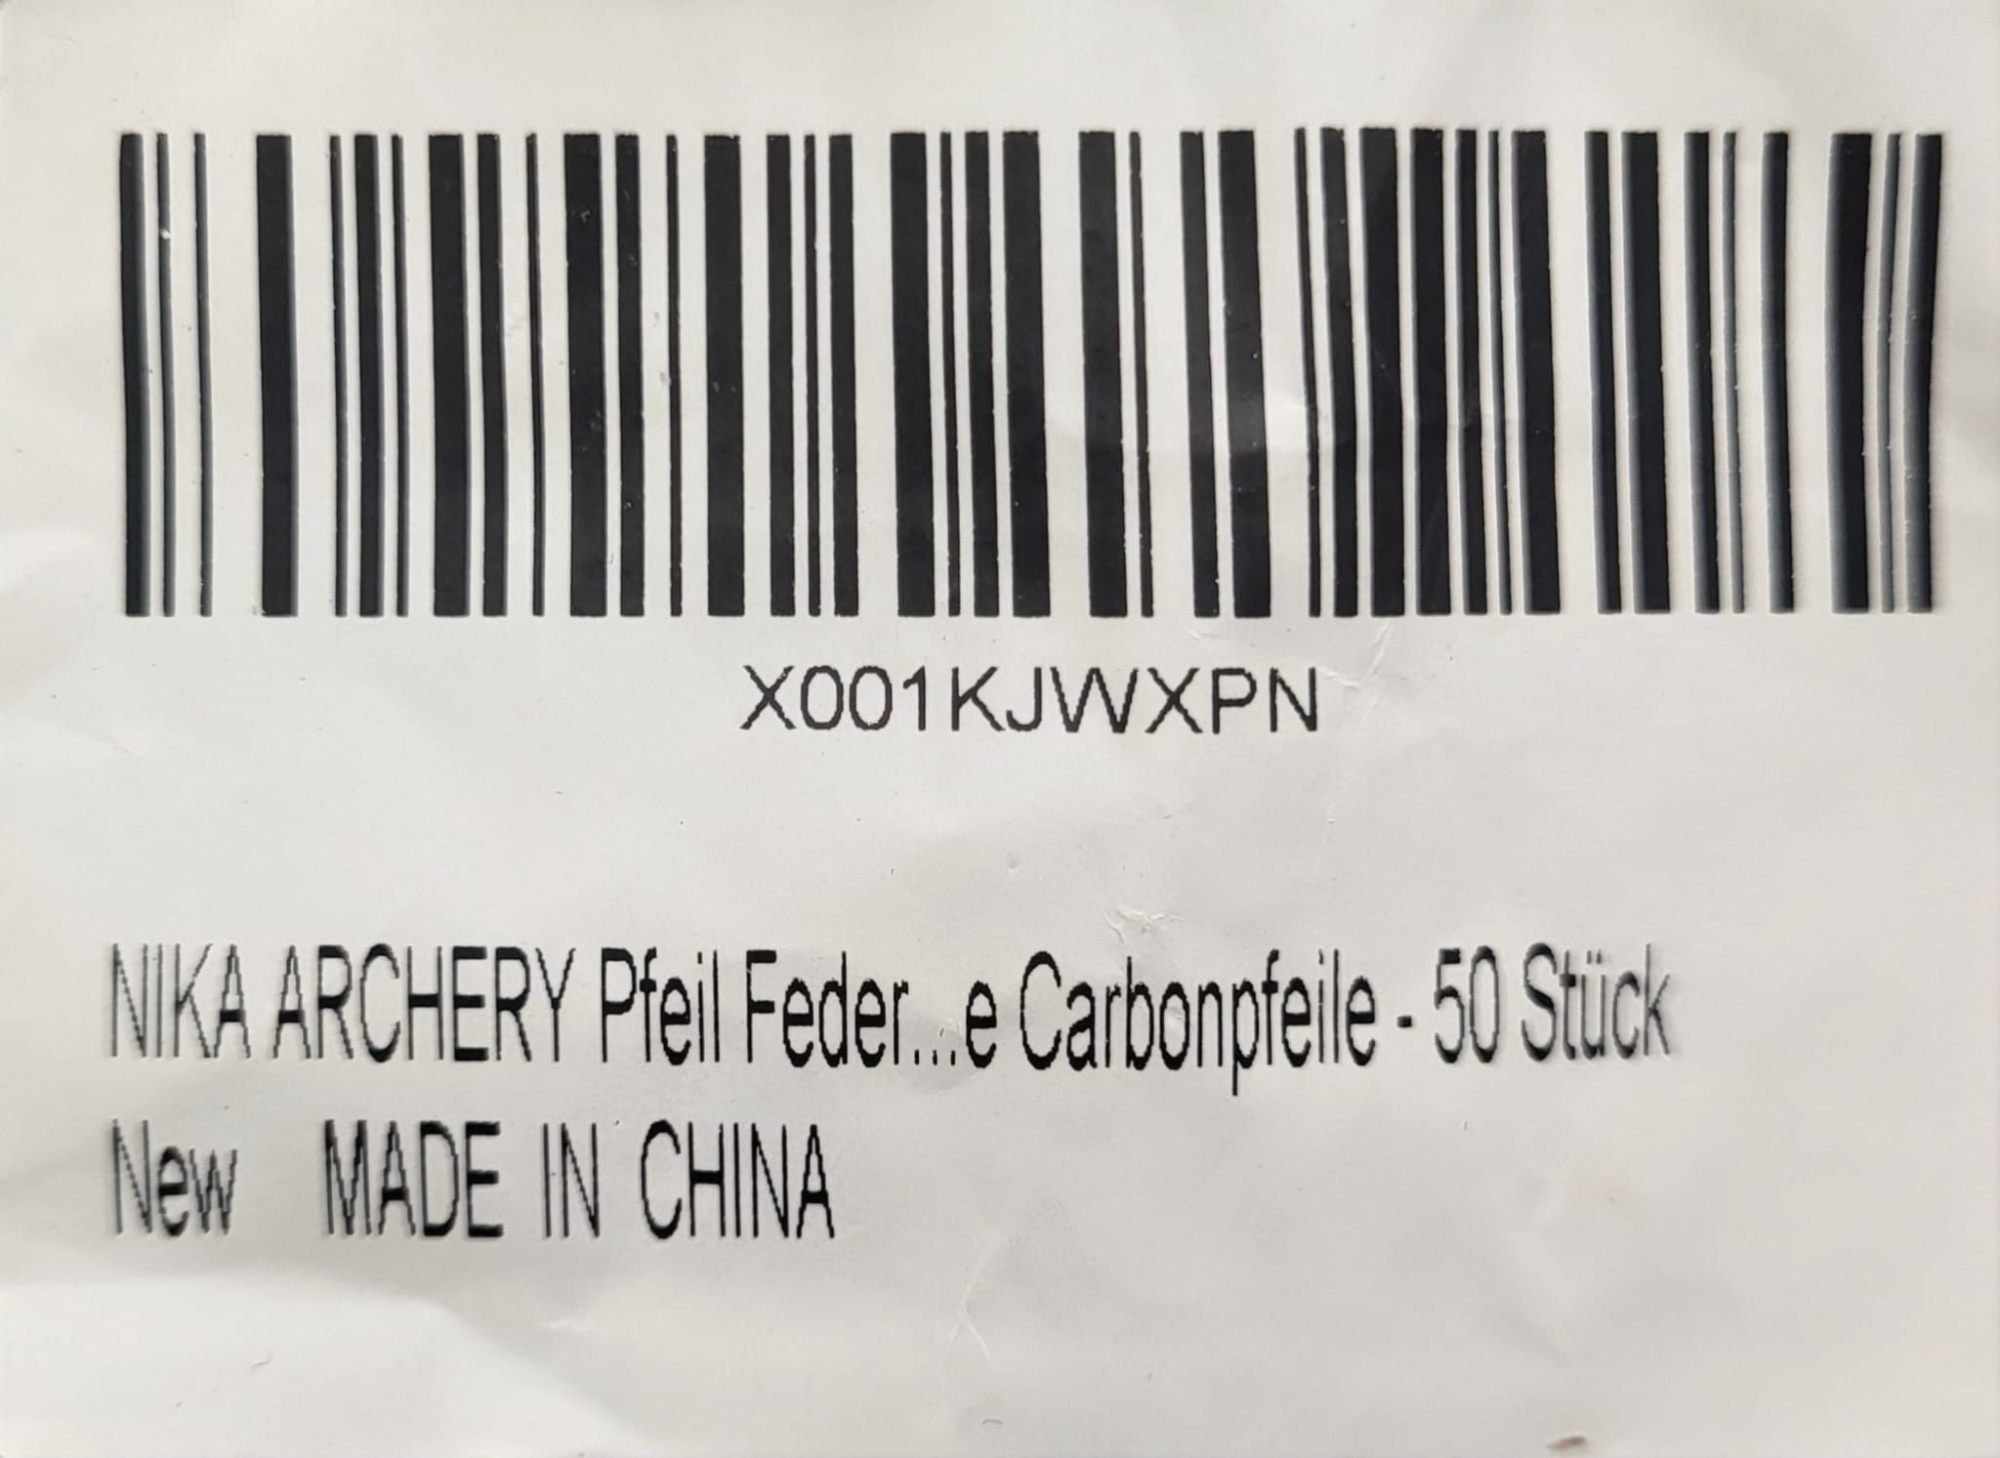 X001KJWXPN
NIKA ARCHERY Pfeil Feder...e Carbonpfeile - 50 Stück
New MADE IN CHINA